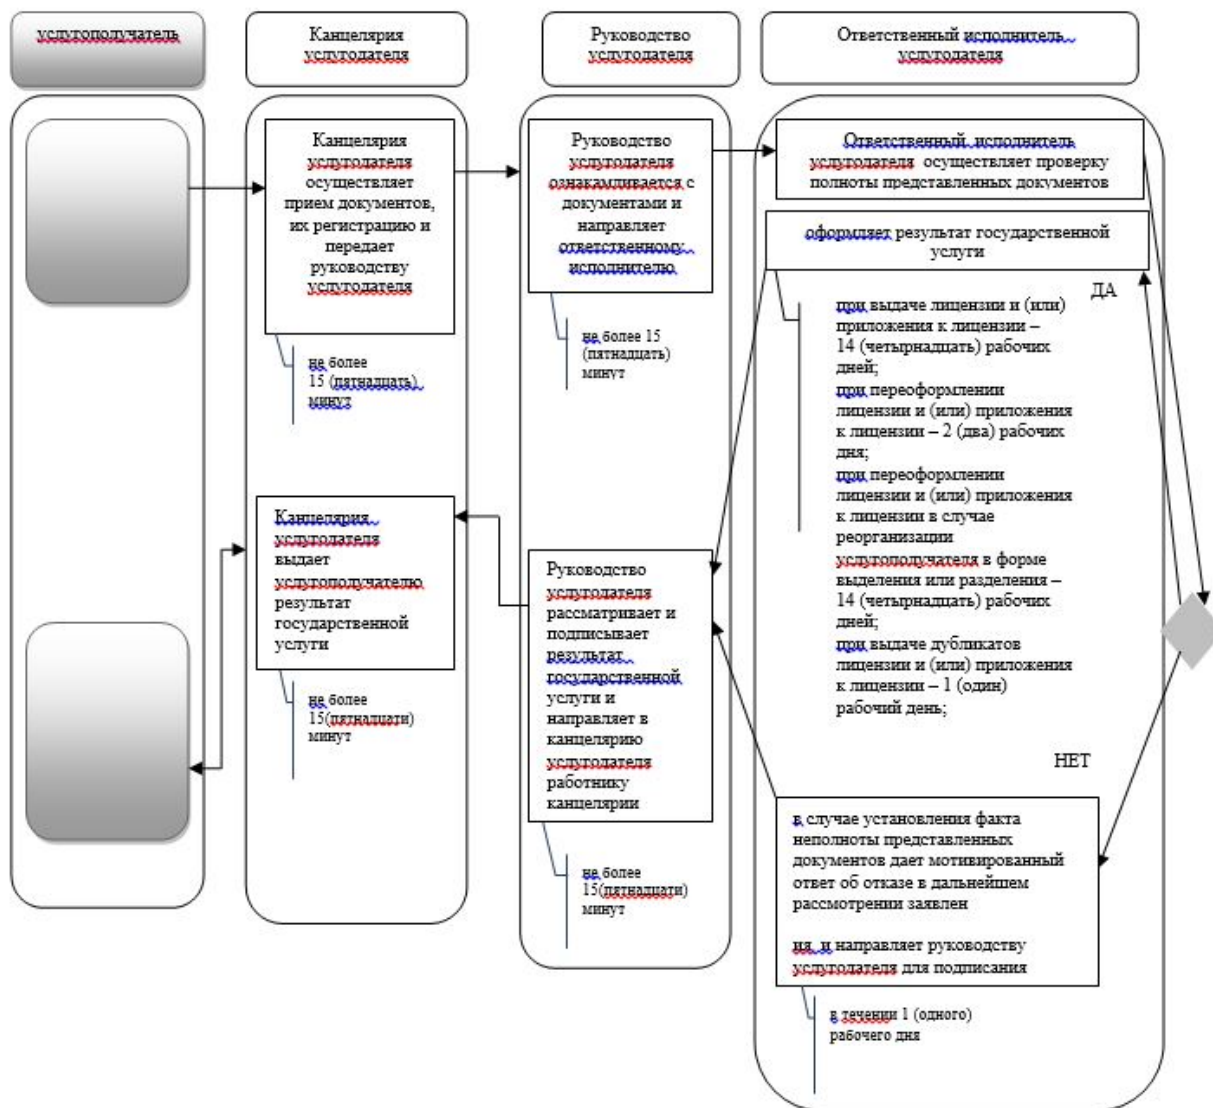 услугополучатель
Канцелярия
услугодателя
Руководство
услугодателя
Ответственный исполнитель
услугодателя
Канцелярия
услугодателя
осуществляет
прием документов,
их регистрацию и
передает
руководству
услугодателя
не более
15 (пятнадцать)
минут
Руководство
услугодателя
ознакамливается с
документами и
направляет
ответственному
исполнителю
не более 15
(пятнадцать)
минут
Ответственный исполнитель
услугодателя осуществляет проверку
полноты представленных документов
оформляет результат государственной
услуги
ДА
при выдаче лицензии и (или)
приложения к лицензии –
14 (четырнадцать) рабочих
дней;
при переоформлении
лицензии и (или) приложения
к лицензии – 2 (два) рабочих
дня;
при переоформлении
лицензии и (или) приложения
к лицензии в случае
реорганизации
услугополучателя в форме
выделения или разделения –
14 (четырнадцать) рабочих
дней;
при выдаче дубликатов
лицензии и (или) приложения
к лицензии – 1 (один)
рабочий день;
НЕТ
Канцелярия
услугодателя
выдает
услугополучателю
результат
государственной
услуги
не более
15(пятнадцати)
минут
Руководство
услугодателя
рассматривает и
подписывает
результат
государственной
услуги и
направляет в
канцелярию
услугодателя
работнику
канцелярии
не более
15(пятнадцати)
минут
в случае установления факта
неполноты представленных
документов дает мотивированный
ответ об отказе в дальнейшем
рассмотрении заявлен
ия и направляет руководству
услугодателя для подписания
в течении 1 (одного)
рабочего дня